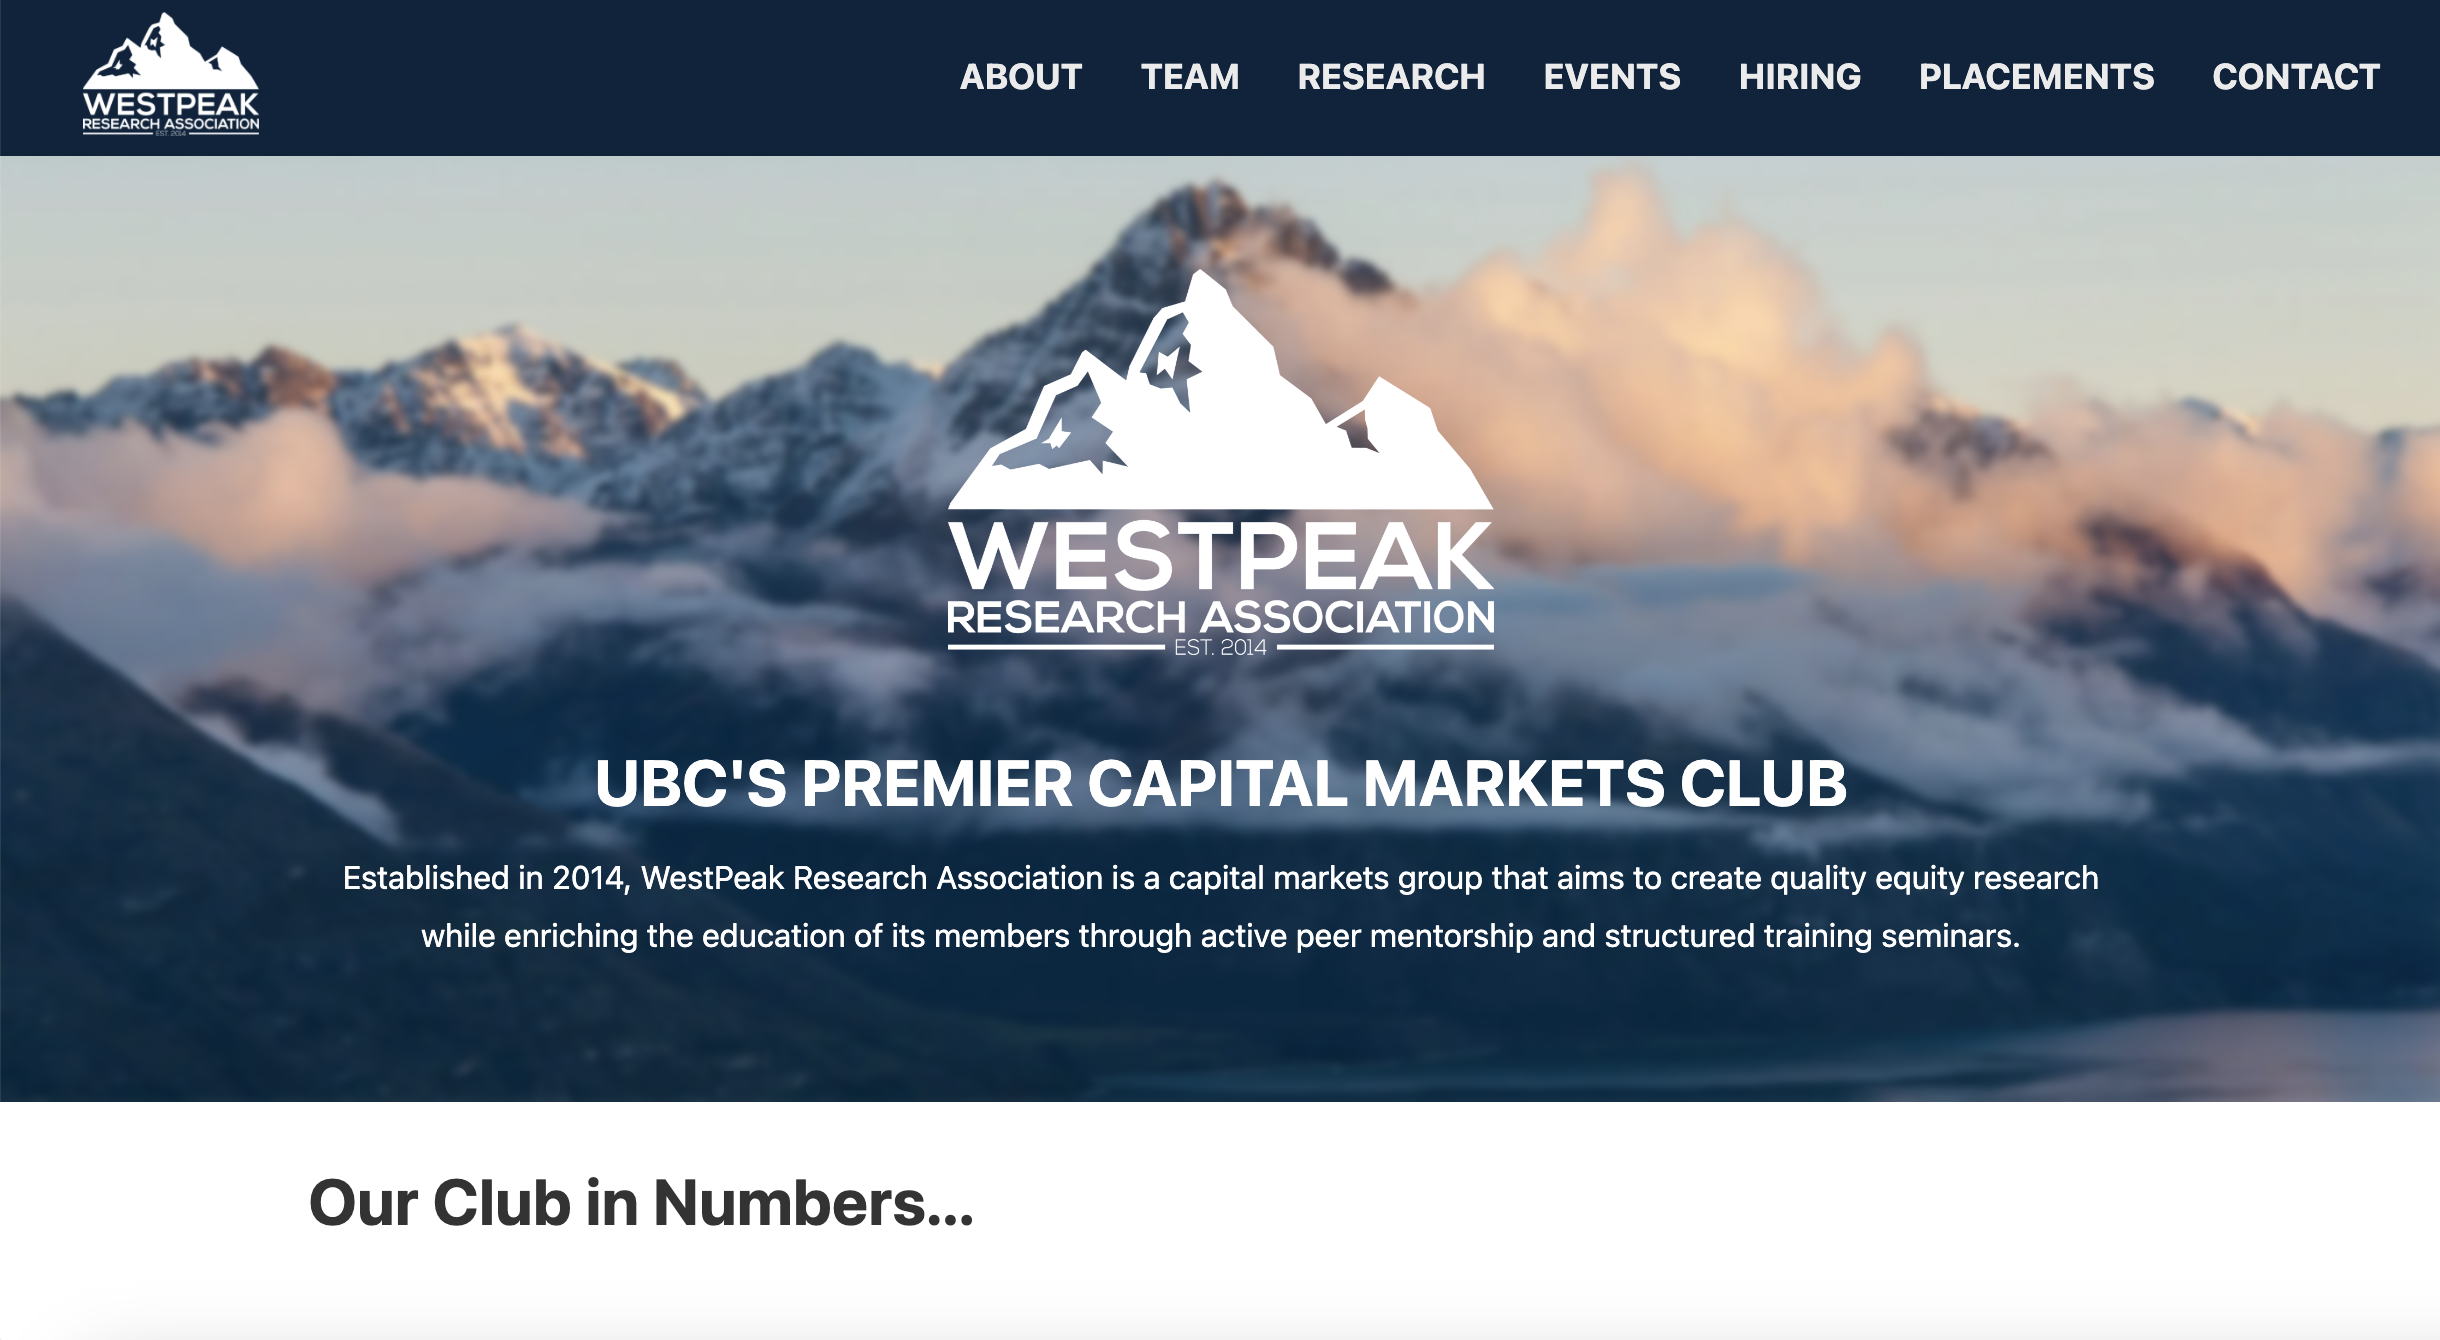 WESTPEAK
RESEARCH ASSOCIATION
EST. 2014
ABOUT TEAM RESEARCH EVENTS HIRING PLACEMENTS CONTACT
WESTPEAK
RESEARCH ASSOCIATION
EST. 2014
UBC'S PREMIER CAPITAL MARKETS CLUB
Established in 2014, WestPeak Research Association is a capital markets group that aims to create quality equity research
while enriching the education of its members through active peer mentorship and structured training seminars.
Our Club in Numbers...